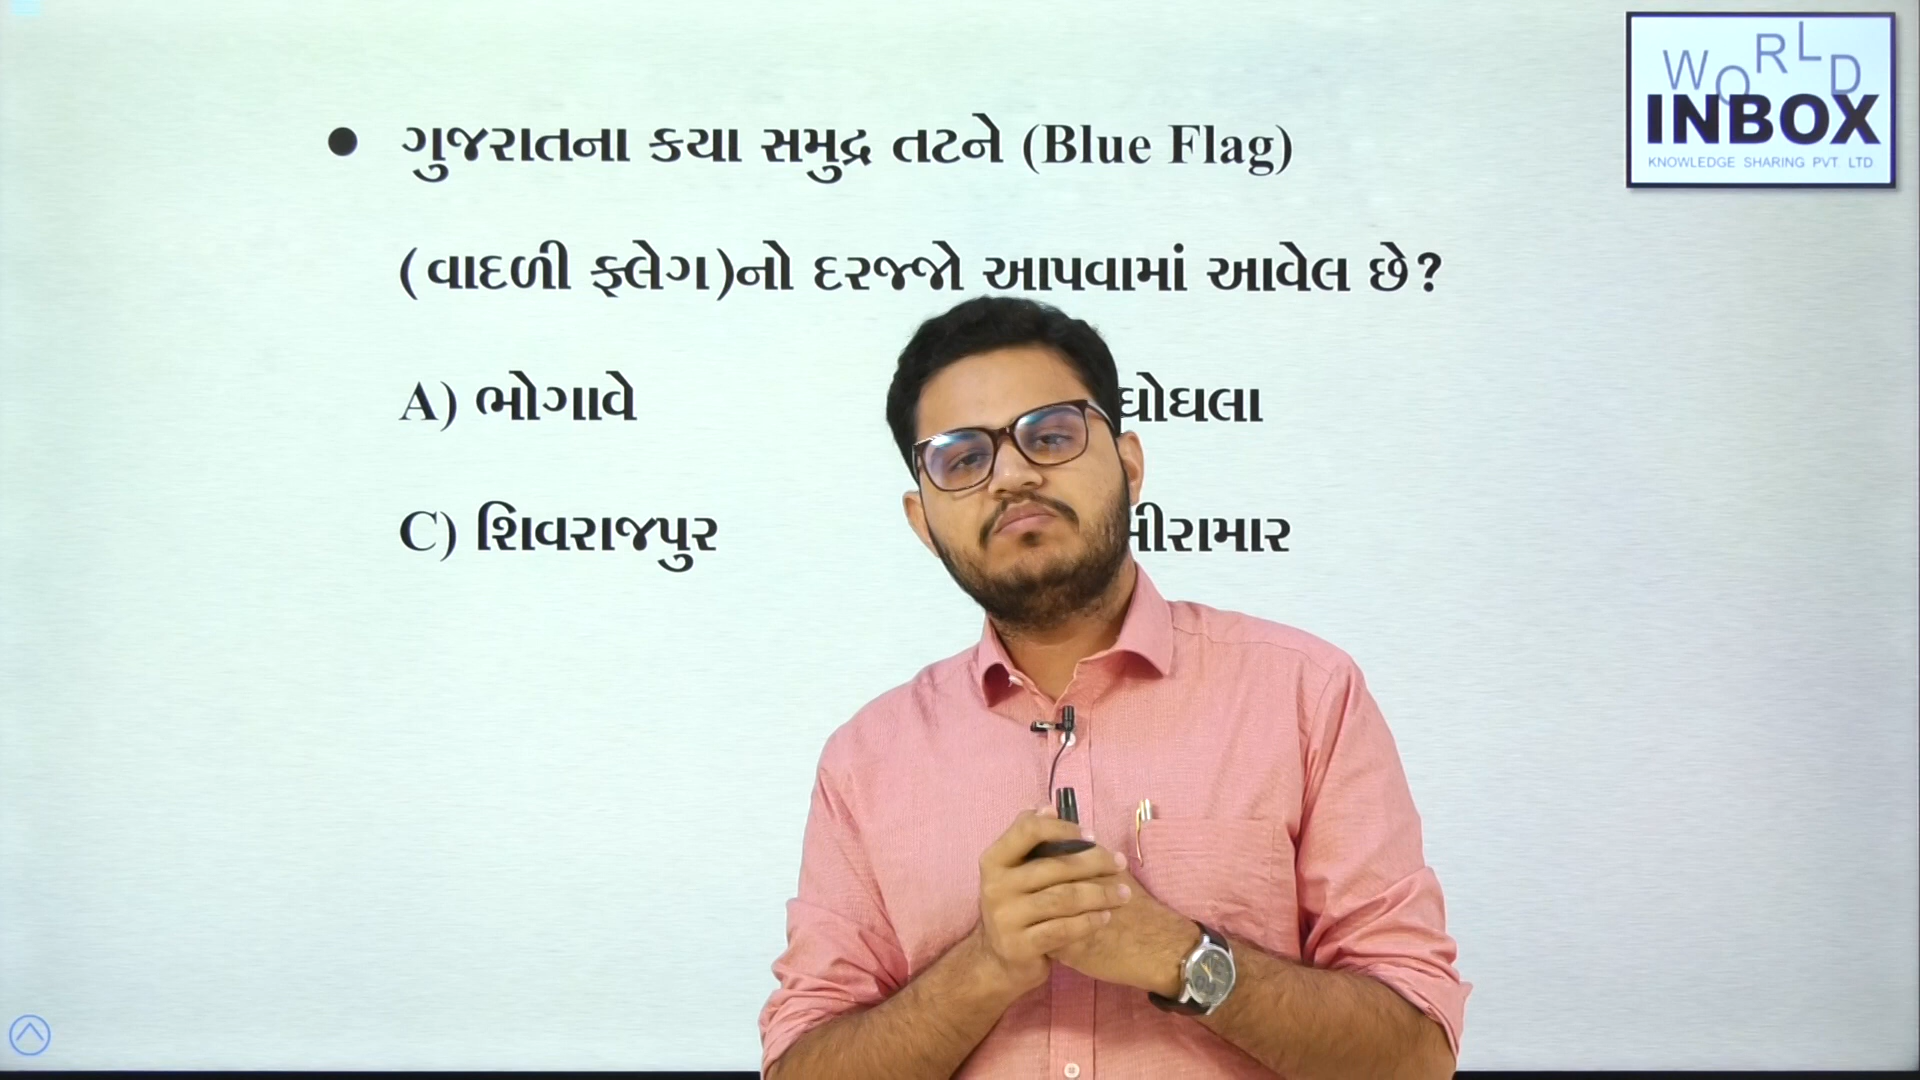 WORLD
INBOX
KNOWLEDGE SHARING PVT LTD
● ગુજરાતના કયા સમુદ્ર તટને (Blue Flag)
(વાદળી ફ્લેગ)નો દરજ્જો આપવામાં આવેલ છે?
A) ભોગાવે ઘોઘલા
C) શિવરાજપુર